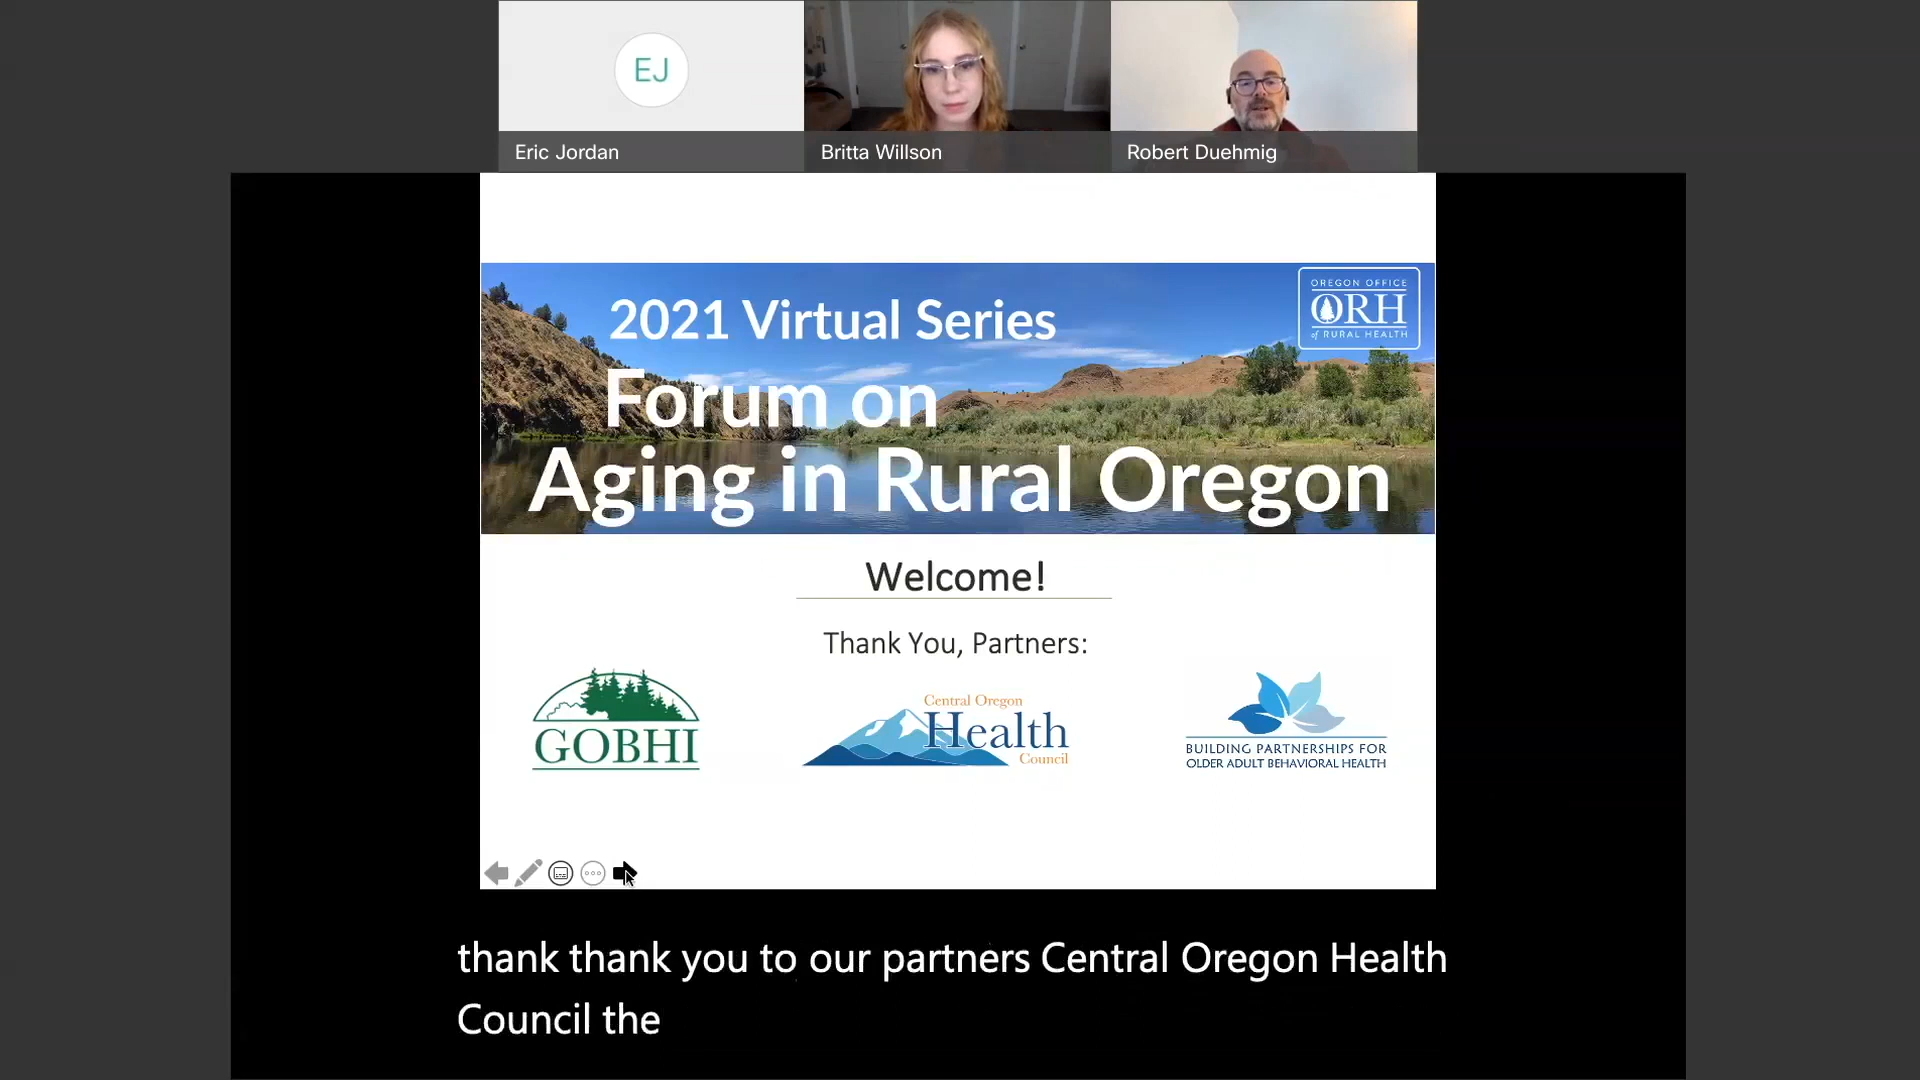 EJ
Eric Jordan
Britta Willson
Robert Duehmig
OREGON OFFICE
ORH
of RURAL HEALTH
2021 Virtual Series
Forum on
Aging in Rural Oregon
Welcome!
Thank You, Partners:
GOBHI
Central Oregon
Health
Council
BUILDING PARTNERSHIPS FOR
OLDER ADULT BEHAVIORAL HEALTH
thank thank you to our partners Central Oregon Health
Council the